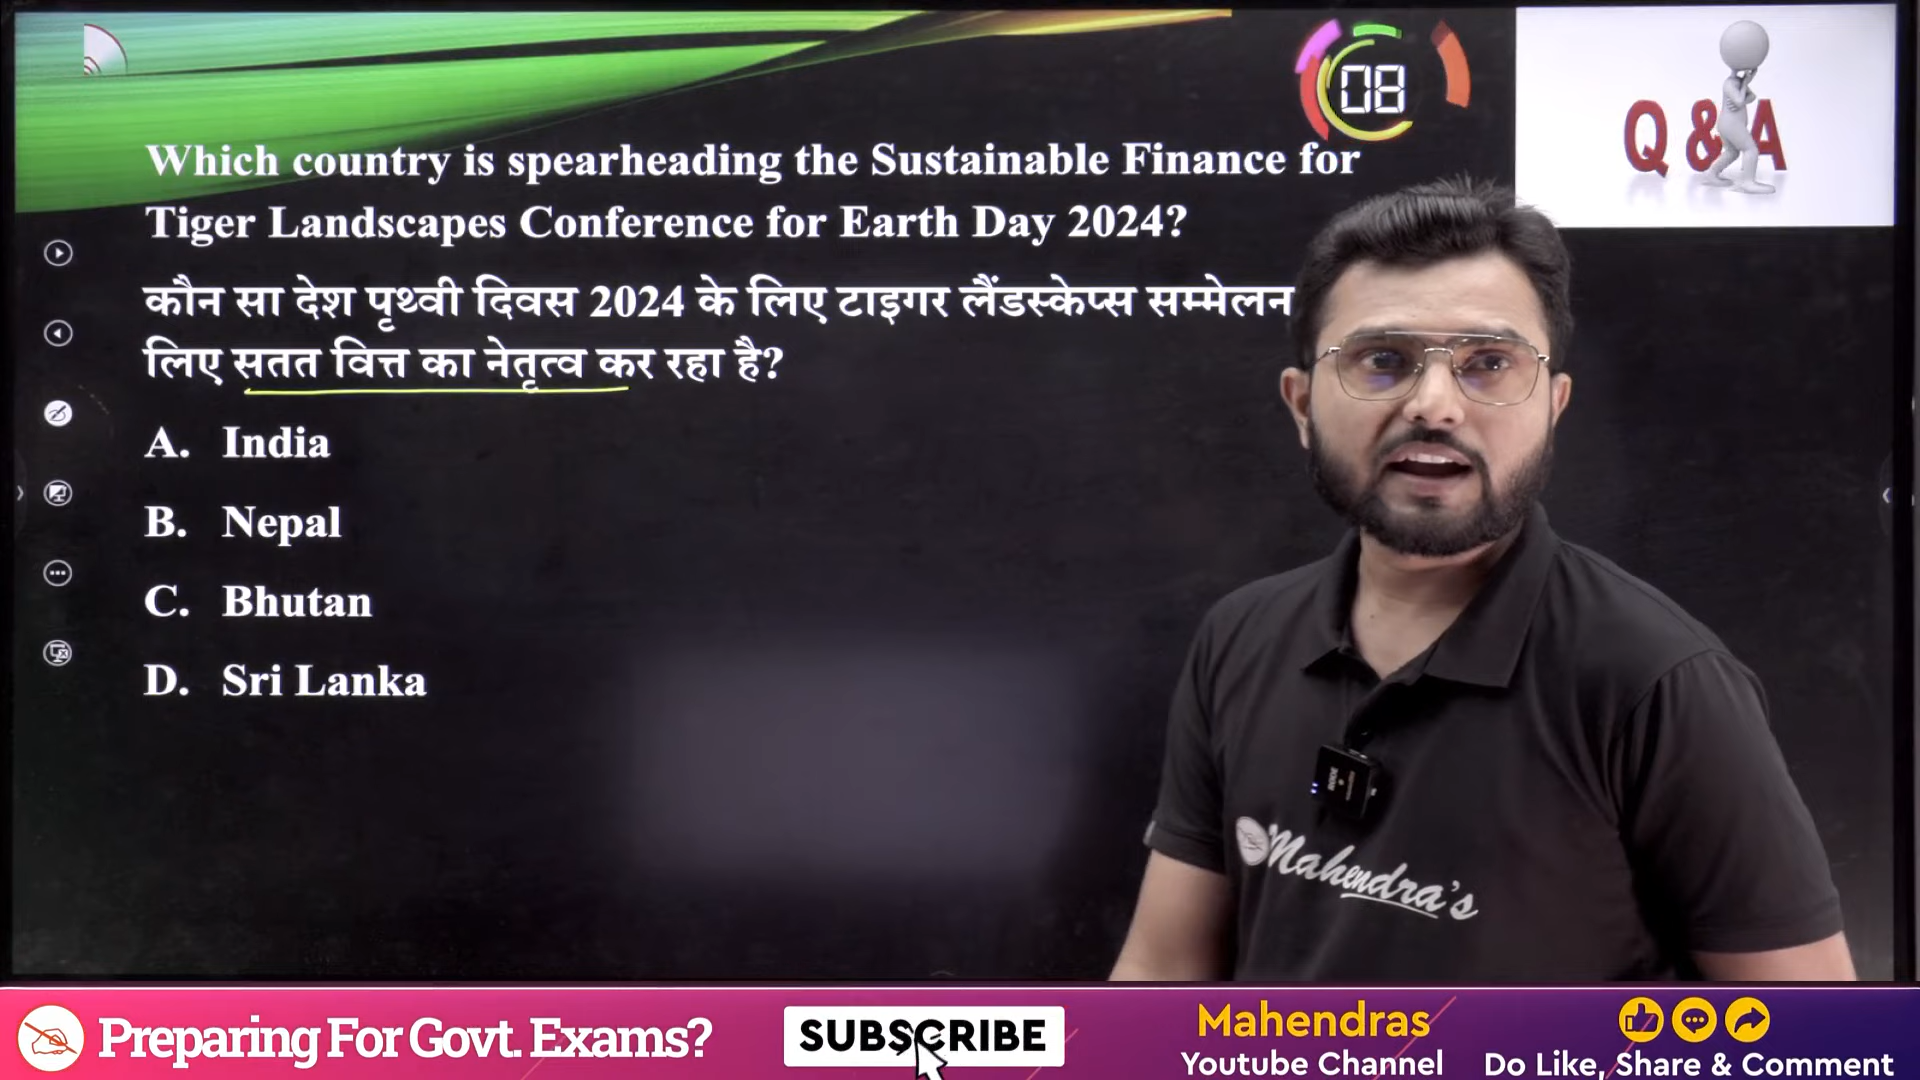 08
Q & A
Which country is spearheading the Sustainable Finance for
Tiger Landscapes Conference for Earth Day 2024?
कौन सा देश पृथ्वी दिवस 2024 के लिए टाइगर लैंडस्केप्स सम्मेलन
लिए सतत वित्त का नेतृत्व कर रहा है?
A. India
B. Nepal
C. Bhutan
D. Sri Lanka
RODE
Mahendra's
Preparing For Govt. Exams?
SUBSCRIBE
Mahendras
Youtube Channel
Do Like, Share & Comment